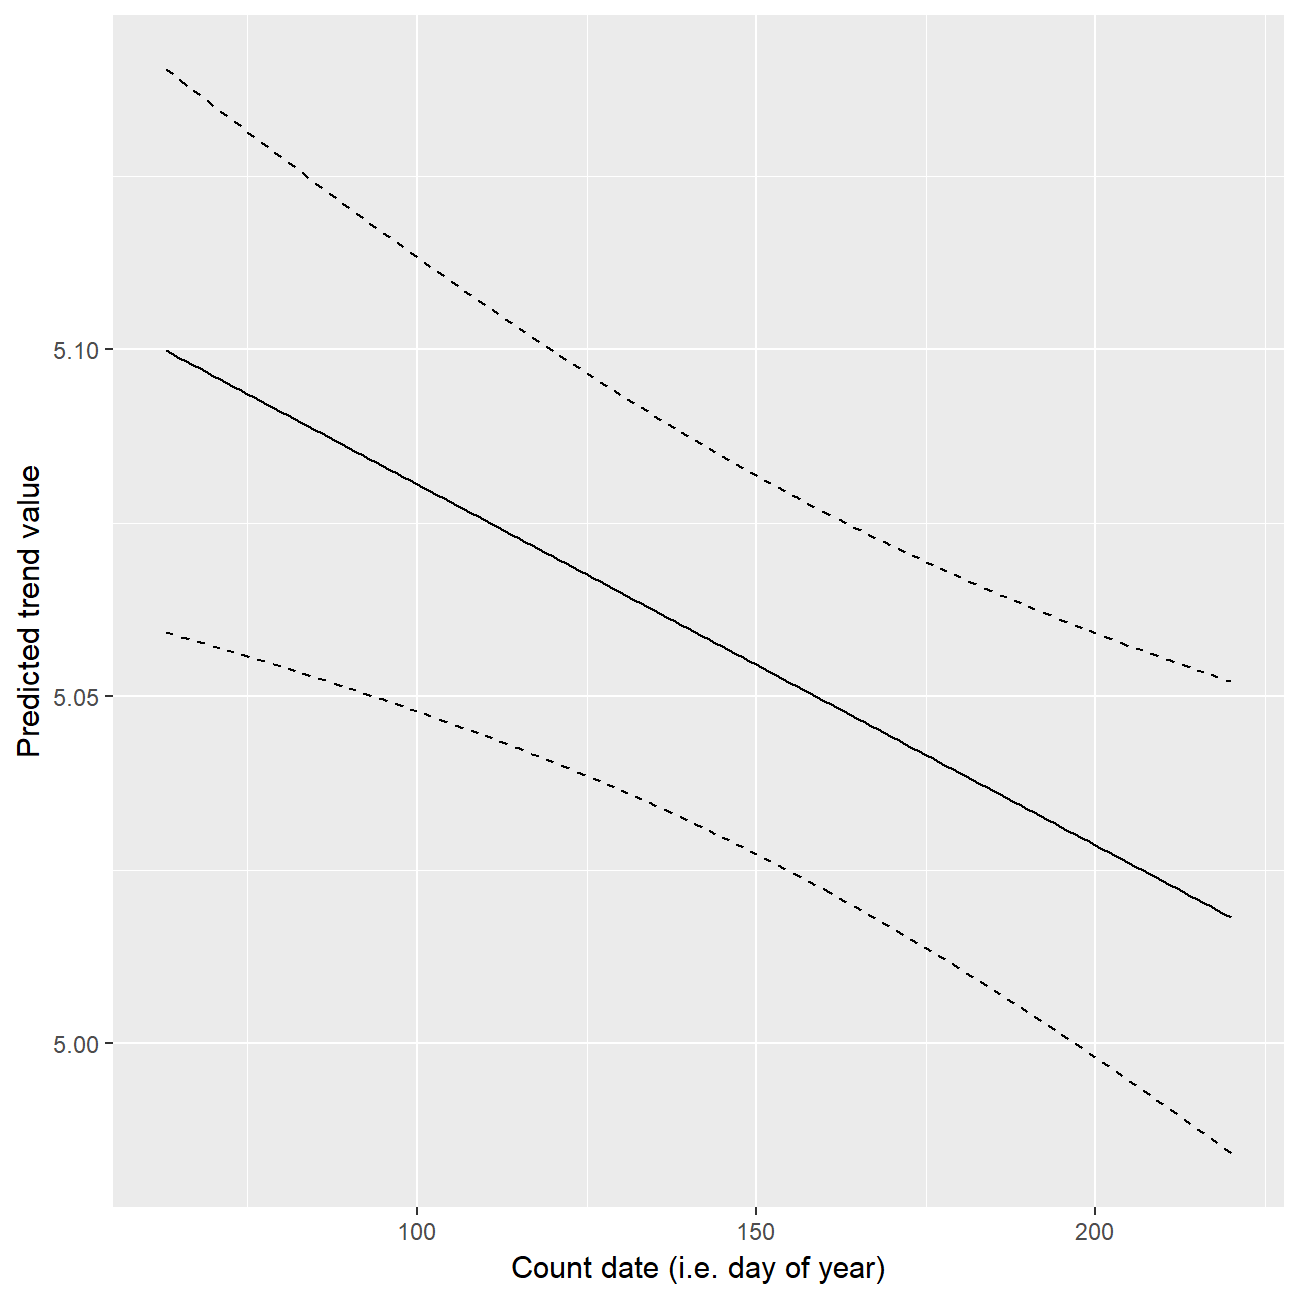 5.10
5.05
5.00
Predicted trend value
100 150 200
Count date (i.e. day of year)